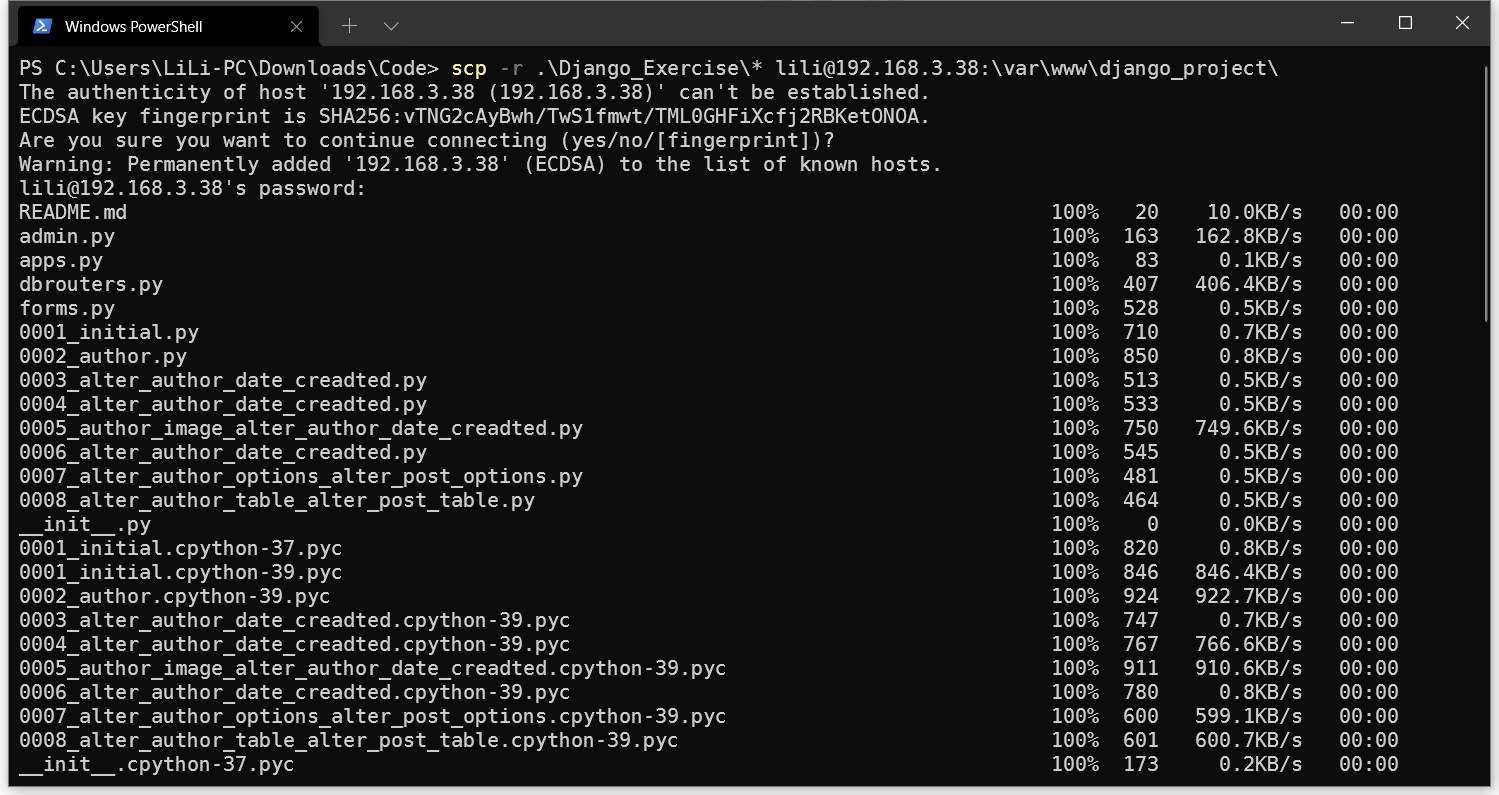 Windows PowerShell
PS C:\Users\LiLi-PC\Downloads\Code> scp -r .\Django_Exercise\* lili@192.168.3.38:\var\www\django_project\
The authenticity of host '192.168.3.38 (192.168.3.38)' can't be established.
ECDSA key fingerprint is SHA256:vTNG2cAyBwh/TwS1fmwt/TML0GHFiXcfj2RBKetONOA.
Are you sure you want to continue connecting (yes/no/[fingerprint])?
Warning: Permanently added '192.168.3.38' (ECDSA) to the list of known hosts.
lili@192.168.3.38's password:
README.md 100% 20 10.0KB/s 00:00
admin.py 100% 163 162.8KB/s 00:00
apps.py 100% 83 0.1KB/s 00:00
dbrouters.py 100% 407 406.4KB/s 00:00
forms.py 100% 528 0.5KB/s 00:00
0001_initial.py 100% 710 0.7KB/s 00:00
0002_author.py 100% 850 0.8KB/s 00:00
0003_alter_author_date_creadted.py 100% 513 0.5KB/s 00:00
0004_alter_author_date_creadted.py 100% 533 0.5KB/s 00:00
0005_author_image_alter_author_date_creadted.py 100% 750 749.6KB/s 00:00
0006_alter_author_date_creadted.py 100% 545 0.5KB/s 00:00
0007_alter_author_options_alter_post_options.py 100% 481 0.5KB/s 00:00
0008_alter_author_table_alter_post_table.py 100% 464 0.5KB/s 00:00
__init__.py 100% 0 0.0KB/s 00:00
0001_initial.cpython-37.pyc 100% 820 0.8KB/s 00:00
0001_initial.cpython-39.pyc 100% 846 846.4KB/s 00:00
0002_author.cpython-39.pyc 100% 924 922.7KB/s 00:00
0003_alter_author_date_creadted.cpython-39.pyc 100% 747 0.7KB/s 00:00
0004_alter_author_date_creadted.cpython-39.pyc 100% 767 766.6KB/s 00:00
0005_author_image_alter_author_date_creadted.cpython-39.pyc 100% 911 910.6KB/s 00:00
0006_alter_author_date_creadted.cpython-39.pyc 100% 780 0.8KB/s 00:00
0007_alter_author_options_alter_post_options.cpython-39.pyc 100% 600 599.1KB/s 00:00
0008_alter_author_table_alter_post_table.cpython-39.pyc 100% 601 600.7KB/s 00:00
__init__.cpython-37.pyc 100% 173 0.2KB/s 00:00